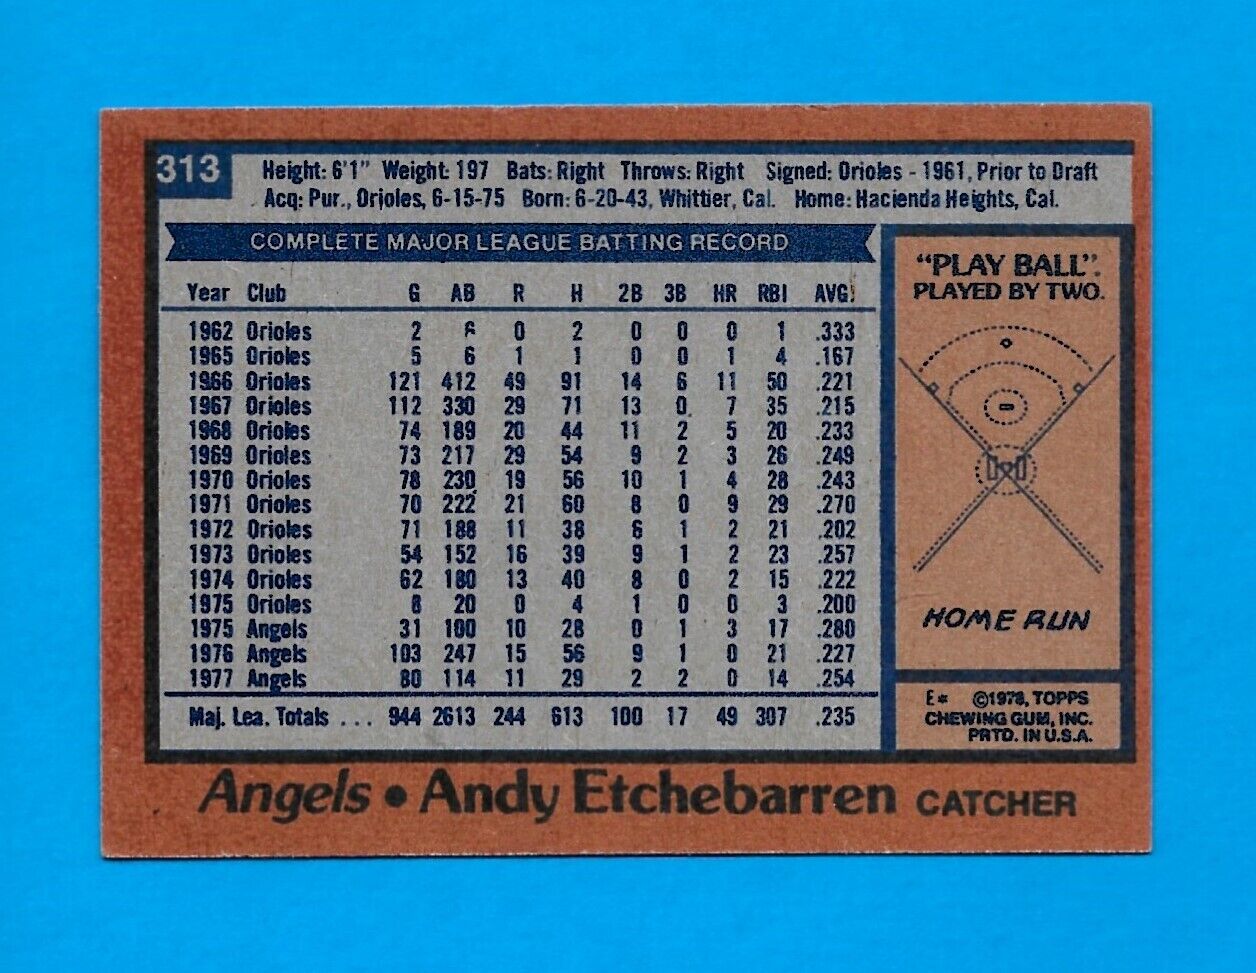 313
Height: 6'1" Weight: 197 Bats: Right Throws: Right Signed: Orioles - 1961, Prior to Draft
Acq: Pur., Orioles, 6-15-75 Born: 6-20-43, Whittier, Cal. Home: Hacienda Heights, Cal.
COMPLETE MAJOR LEAGUE BATTING RECORD
Year Club G AB R H 2B 3B HR RBI AVG.
1962 Orioles 2 6 0 2 0 0 0 1 .333
1965 Orioles 5 6 1 1 0 0 1 4 .167
1966 Orioles 121 412 49 91 14 6 11 50 .221
1967 Orioles 112 330 29 71 13 0 7 35 .215
1968 Orioles 74 189 20 44 11 2 5 20 .233
1969 Orioles 73 217 29 54 9 2 3 26 .249
1970 Orioles 78 230 19 56 10 1 4 28 .243
1971 Orioles 70 222 21 60 8 0 9 29 .270
1972 Orioles 71 188 11 38 6 1 2 21 .202
1973 Orioles 54 152 16 39 9 1 2 23 .257
1974 Orioles 62 180 13 40 8 0 2 15 .222
1975 Orioles 8 20 0 4 1 0 0 3 .200
1975 Angels 31 100 10 28 0 1 3 17 .280
1976 Angels 103 247 15 56 9 1 0 21 .227
1977 Angels 80 114 11 29 2 2 0 14 .254
Maj. Lea. Totals ... 944 2613 244 613 100 17 49 307 .235
"PLAY BALL".
PLAYED BY TWO.
HOME RUN
E* ©1978, TOPPS
CHEWING GUM, INC.
PRTD. IN U.S.A.
Angels • Andy Etchebarren CATCHER